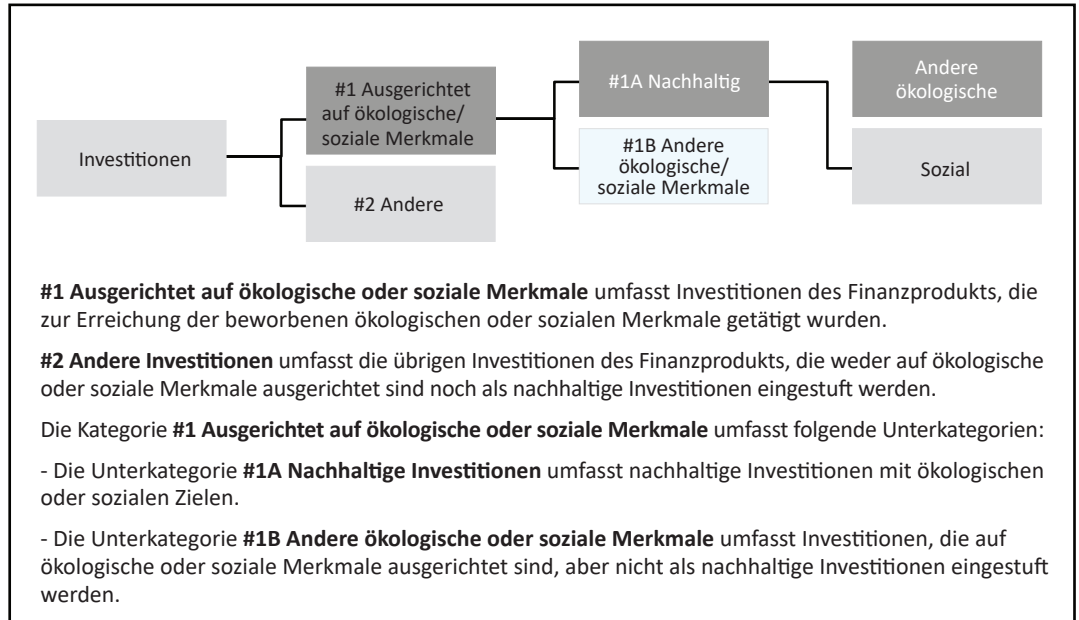 Investitionen
#1 Ausgerichtet
auf ökologische/
soziale Merkmale
#2 Andere
#1A Nachhaltig
#1B Andere
ökologische/
soziale Merkmale
Andere
ökologische
Sozial
#1 Ausgerichtet auf ökologische oder soziale Merkmale umfasst Investitionen des Finanzprodukts, die
zur Erreichung der beworbenen ökologischen oder sozialen Merkmale getätigt wurden.
#2 Andere Investitionen umfasst die übrigen Investitionen des Finanzprodukts, die weder auf ökologische
oder soziale Merkmale ausgerichtet sind noch als nachhaltige Investitionen eingestuft werden.
Die Kategorie #1 Ausgerichtet auf ökologische oder soziale Merkmale umfasst folgende Unterkategorien:
- Die Unterkategorie #1A Nachhaltige Investitionen umfasst nachhaltige Investitionen mit ökologischen
oder sozialen Zielen.
- Die Unterkategorie #1B Andere ökologische oder soziale Merkmale umfasst Investitionen, die auf
ökologische oder soziale Merkmale ausgerichtet sind, aber nicht als nachhaltige Investitionen eingestuft
werden.